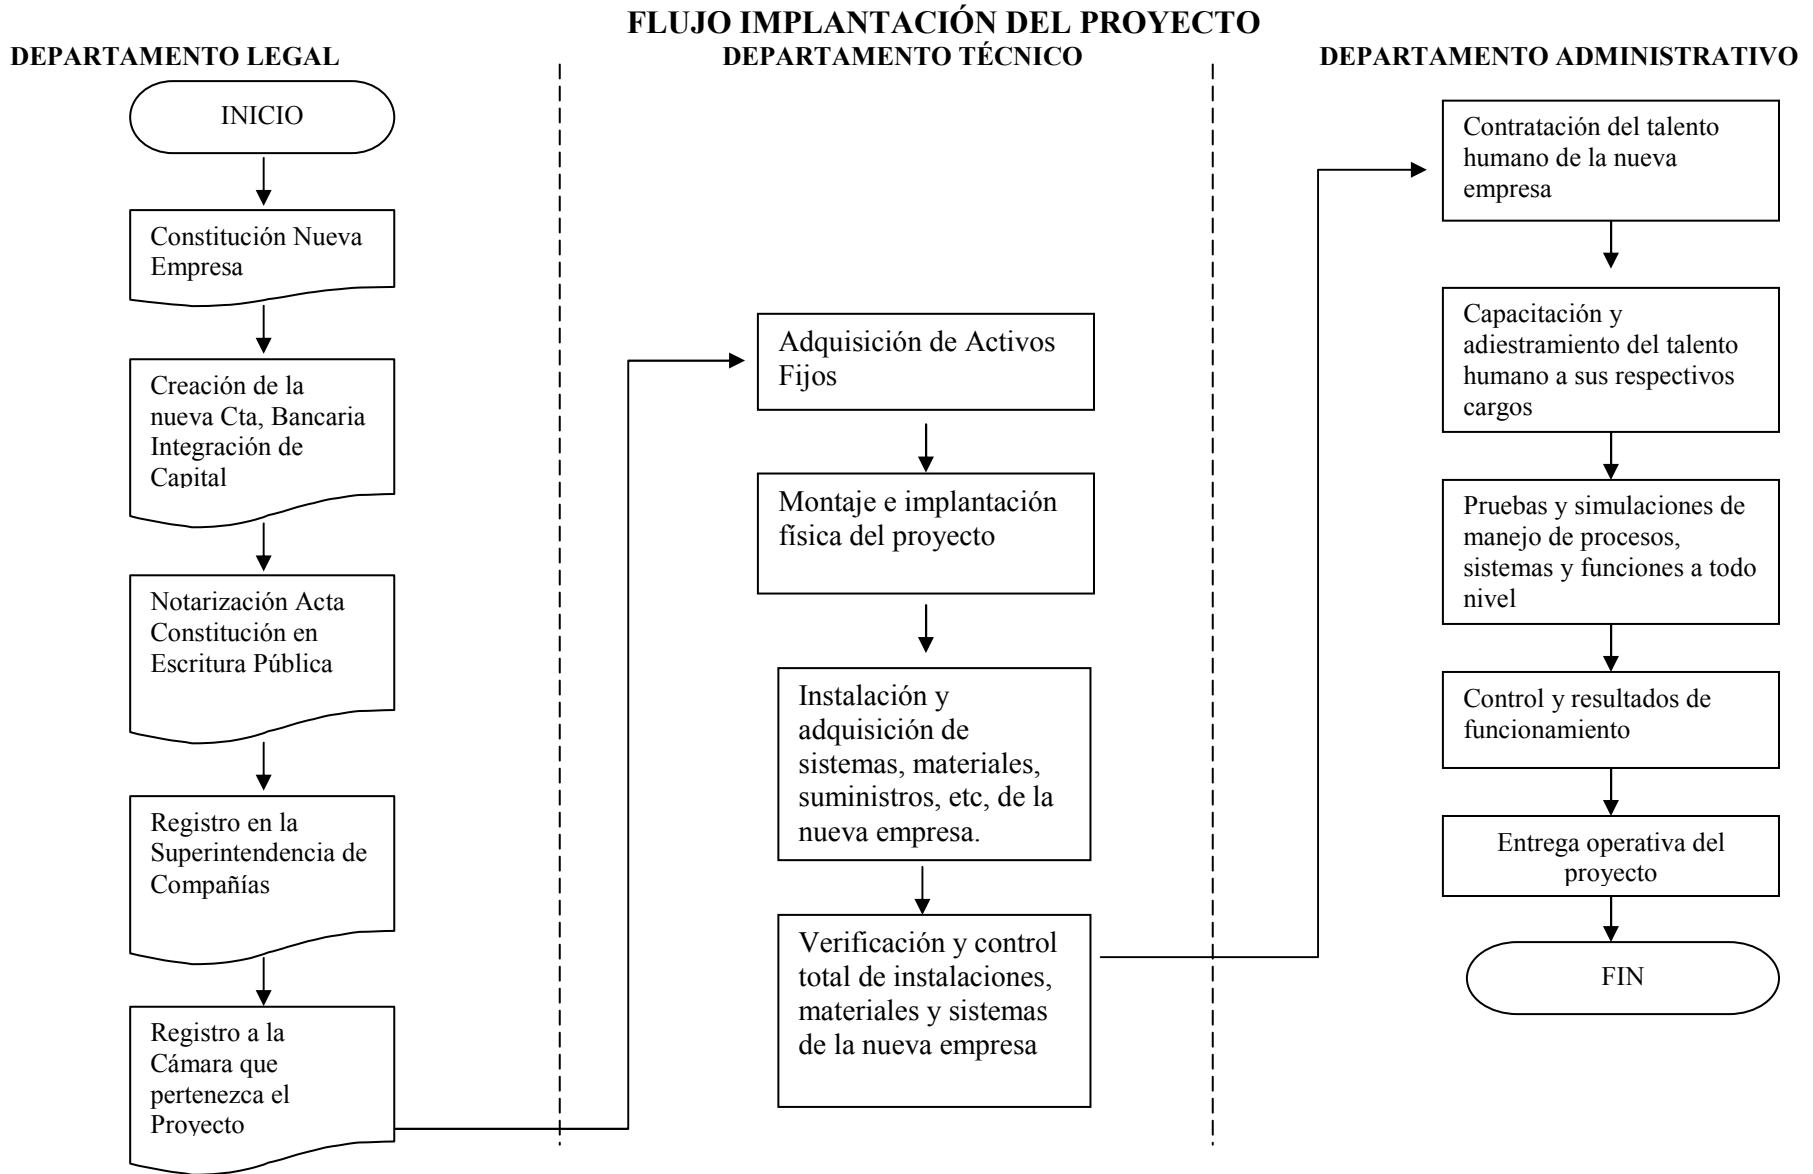 FLUJO IMPLANTACIÓN DEL PROYECTO
DEPARTAMENTO LEGAL
INICIO
Constitución Nueva
Empresa
Creación de la
nueva Cta, Bancaria
Integración de
Capital
Notarización Acta
Constitución en
Escritura Pública
Registro en la
Superintendencia de
Compañías
Registro a la
Cámara que
pertenezca el
Proyecto
DEPARTAMENTO TÉCNICO
Adquisición de Activos
Fijos
Montaje e implantación
física del proyecto
Instalación y
adquisición de
sistemas, materiales,
suministros, etc, de la
nueva empresa.
Verificación y control
total de instalaciones,
materiales y sistemas
de la nueva empresa
DEPARTAMENTO ADMINISTRATIVO
Contratación del talento
humano de la nueva
empresa
Capacitación y
adiestramiento del talento
humano a sus respectivos
cargos
Pruebas y simulaciones de
manejo de procesos,
sistemas y funciones a todo
nivel
Control y resultados de
funcionamiento
Entrega operativa del
proyecto
FIN